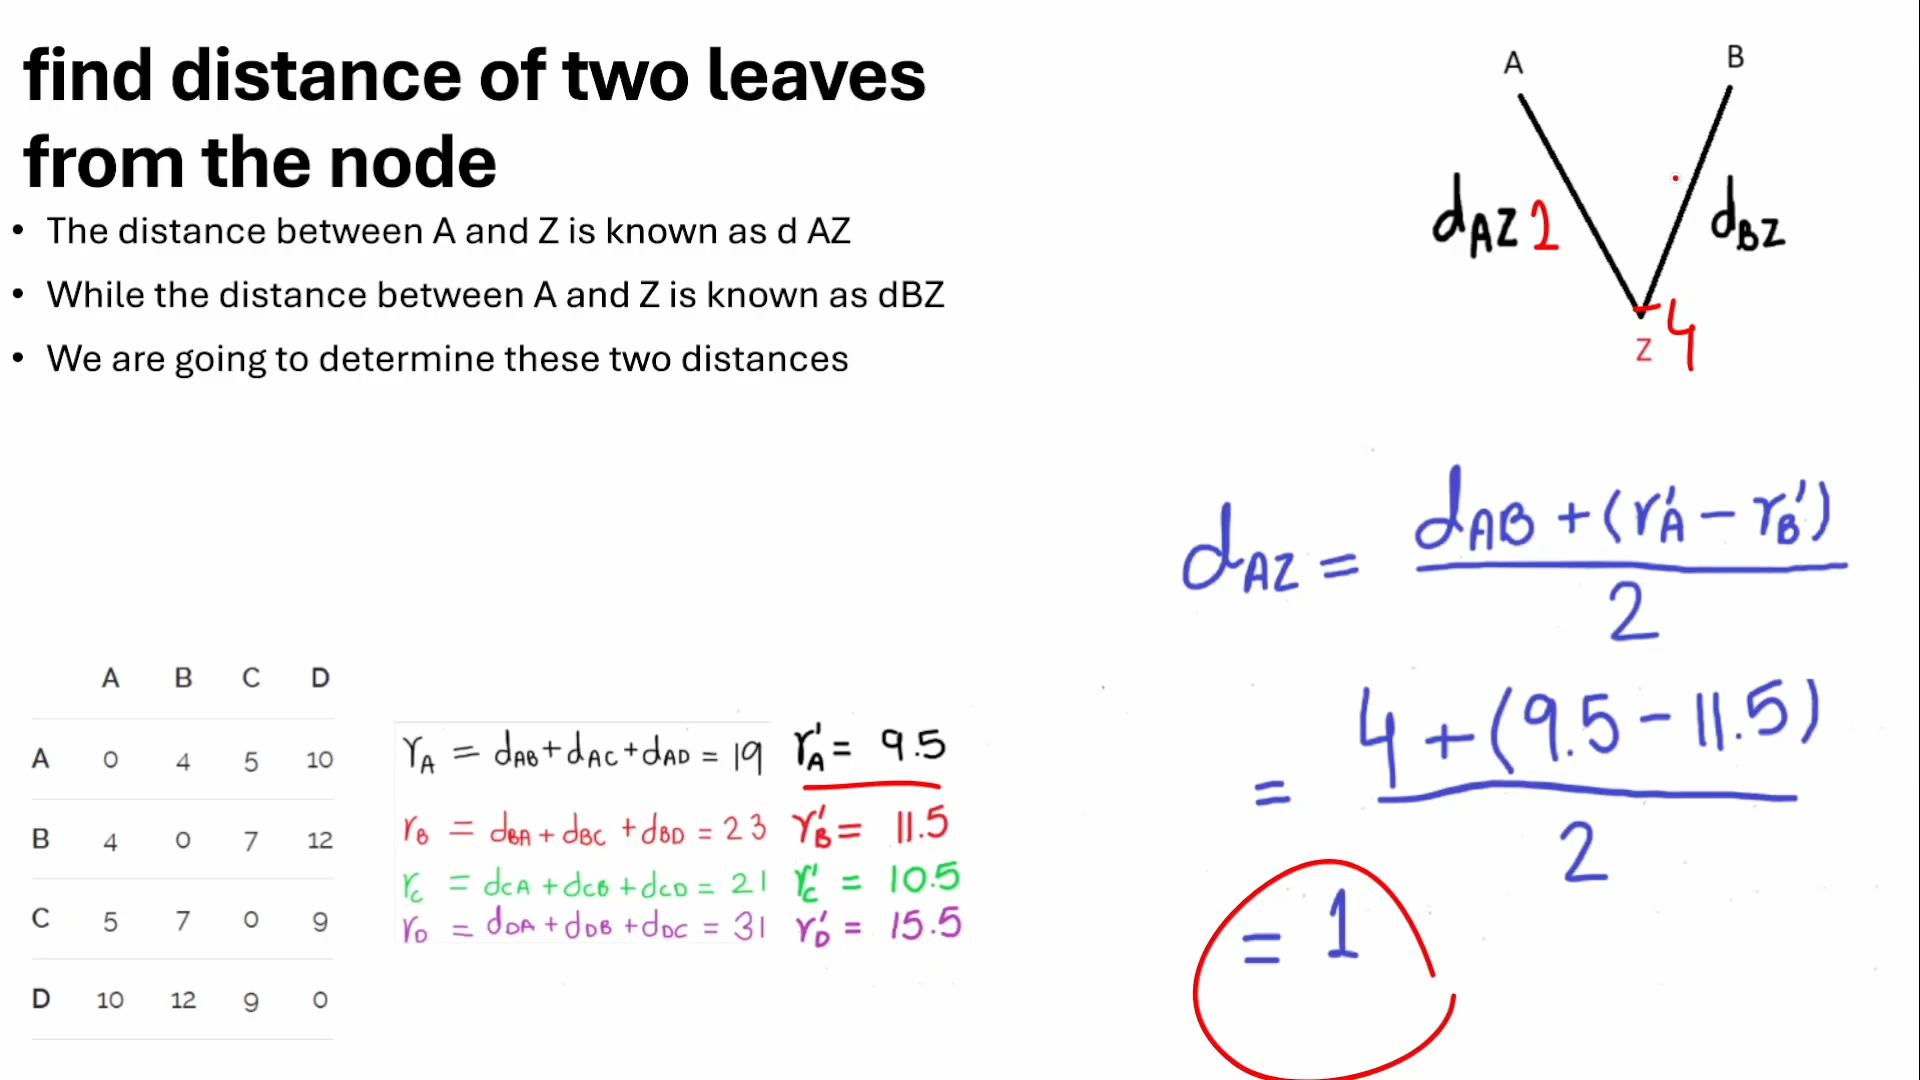 find distance of two leaves
from the node
• The distance between A and Z is known as d AZ
• While the distance between A and Z is known as dBZ
• We are going to determine these two distances
A B
dAZ 1 dBZ
Z 4
dAZ = dAB + (r'A - r'B)
2
= 4 + (9.5 - 11.5)
2
= 1
A B C D
A 0 4 5 10
B 4 0 7 12
C 5 7 0 9
D 10 12 9 0
rA = dAB + dAC + dAD = 19 r'A = 9.5
rB = dBA + dBC + dBD = 23 r'B = 11.5
rC = dCA + dCB + dCD = 21 r'C = 10.5
rD = dDA + dDB + dDC = 31 r'D = 15.5